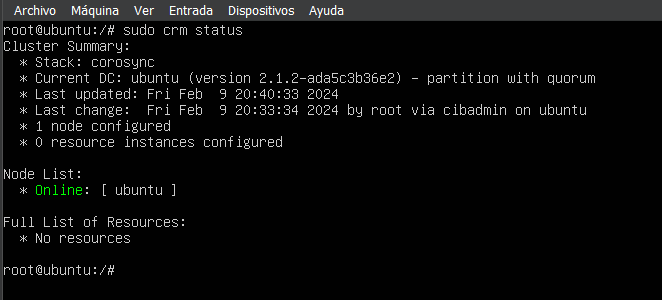 Archivo Máquina Ver Entrada Dispositivos Ayuda
root@ubuntu:/# sudo crm status
Cluster Summary:
  * Stack: corosync
  * Current DC: ubuntu (version 2.1.2-ada5c3b36e2) - partition with quorum
  * Last updated: Fri Feb  9 20:40:33 2024
  * Last change:  Fri Feb  9 20:33:34 2024 by root via cibadmin on ubuntu
  * 1 node configured
  * 0 resource instances configured
Node List:
  * Online: [ ubuntu ]
Full List of Resources:
  * No resources
root@ubuntu:/#